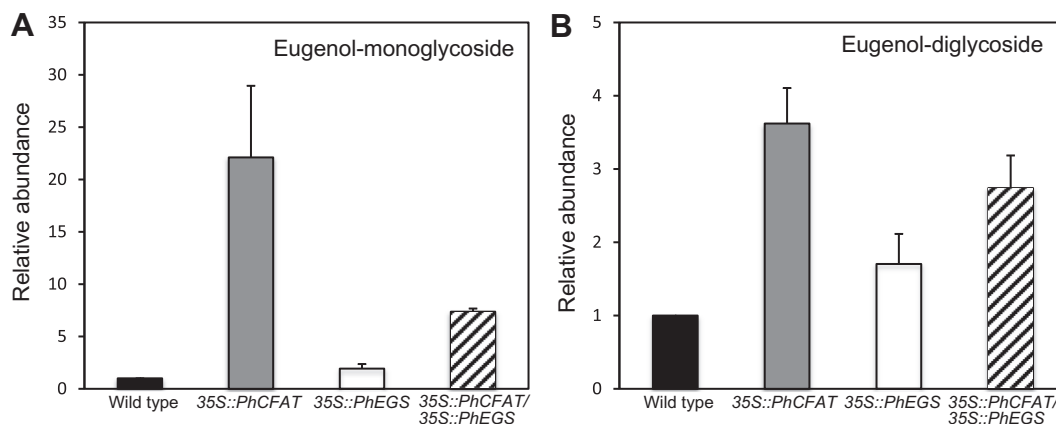 A
Eugenol-monoglycoside
Relative abundance
35
30
25
20
15
10
5
0
Wild type
35S::PhCFAT
35S::PhEGS
35S::PhCFAT/
35S::PhEGS
B
Eugenol-diglycoside
Relative abundance
5
4
3
2
1
0
Wild type
35S::PhCFAT
35S::PhEGS
35S::PhCFAT/
35S::PhEGS